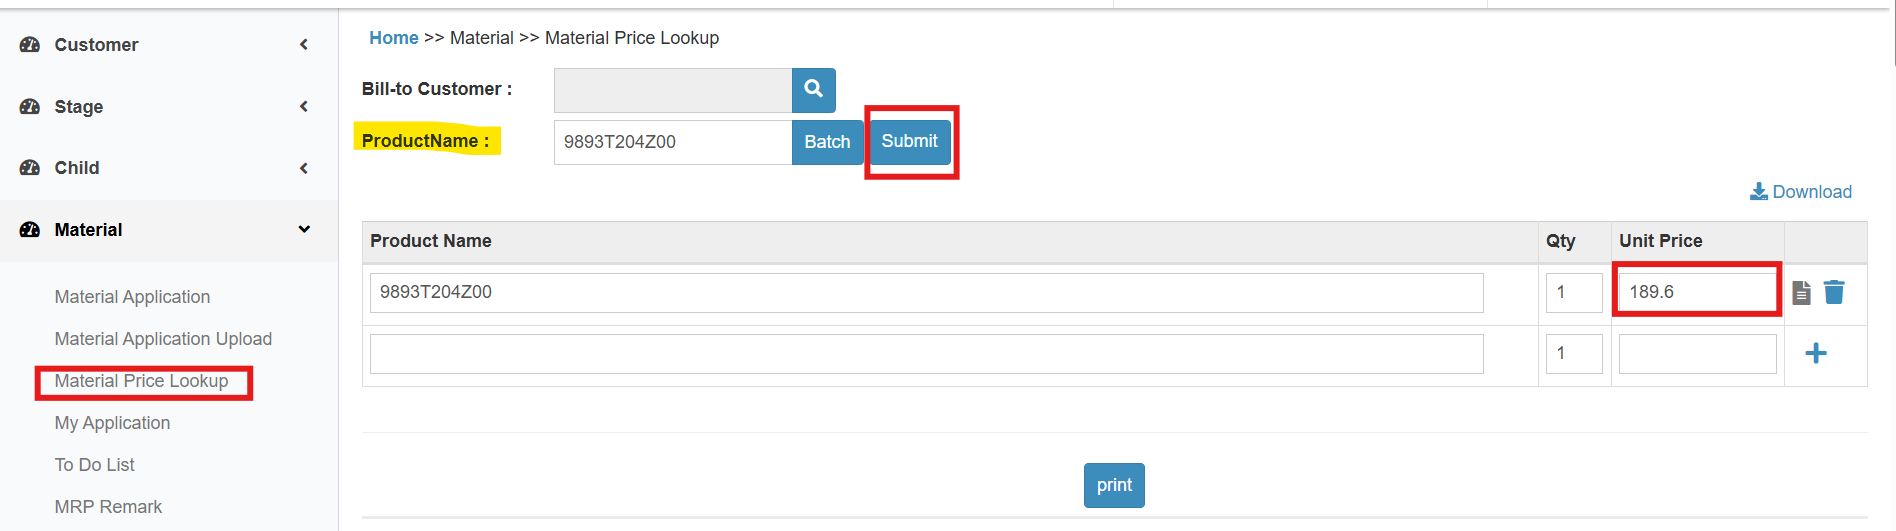 Customer
Stage
Child
Material
Material Application
Material Application Upload
Material Price Lookup
My Application
To Do List
MRP Remark
Home >> Material >> Material Price Lookup
Bill-to Customer :
ProductName : 9893T204Z00 Batch Submit
Download
Product Name Qty Unit Price
9893T204Z00 1 189.6
1
print